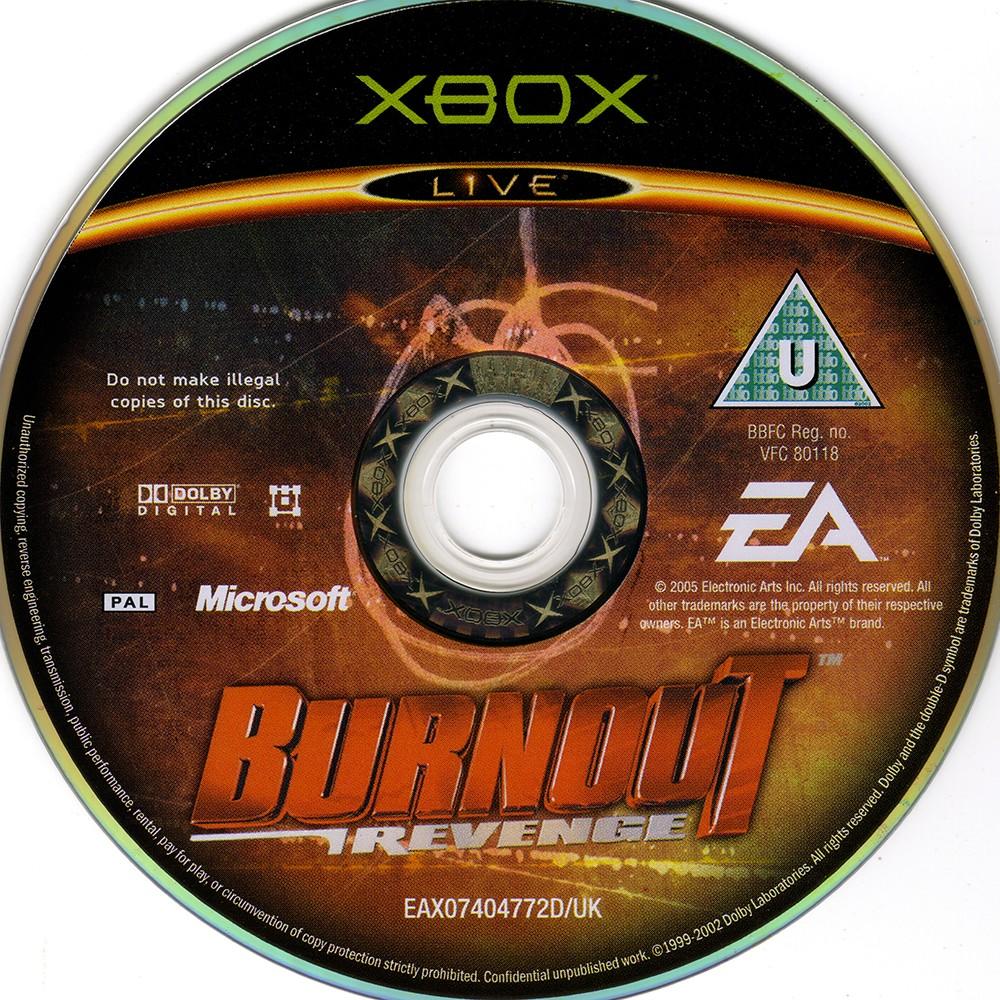 XBOX
LIVE
Do not make illegal
copies of this disc.
U
BBFC Reg. no.
VFC 80118
DOLBY
DIGITAL
EA™
PAL
Microsoft®
© 2005 Electronic Arts Inc. All rights reserved. All
other trademarks are the property of their respective
owners. EA™ is an Electronic Arts™ brand.
BURNOUT™
REVENGE
EAX07404772D/UK
Unauthorized copying, reverse engineering, transmission, public performance, rental, pay for play, or circumvention of copy protection strictly prohibited. Confidential unpublished work. ©1999-2002 Dolby Laboratories. All rights reserved. Dolby and the double-D symbol are trademarks of Dolby Laboratories.
XBOX